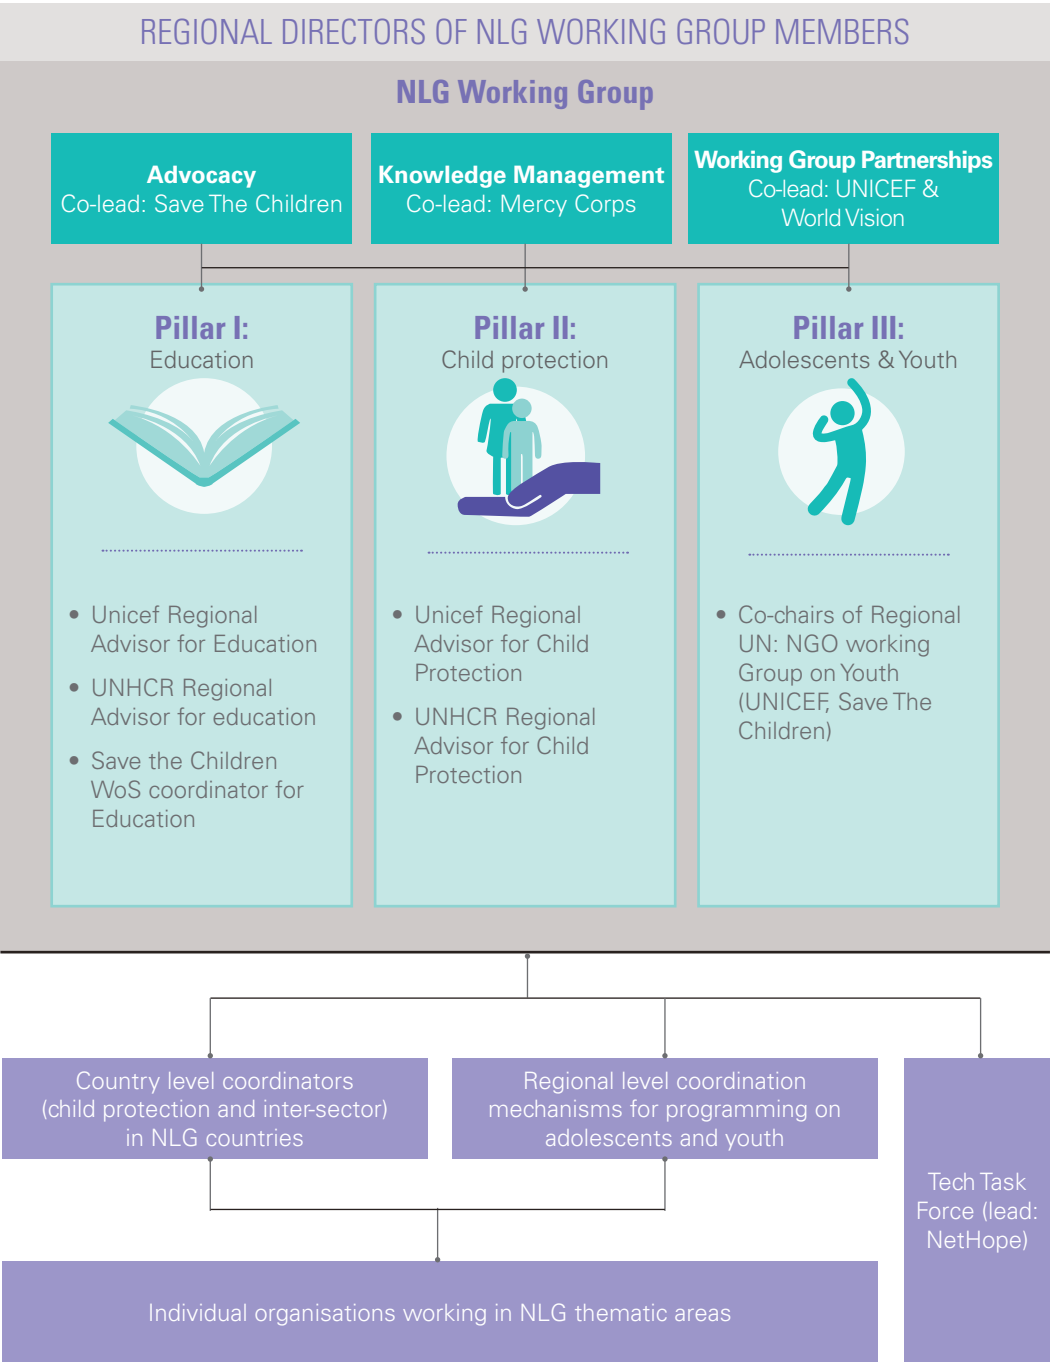 REGIONAL DIRECTORS OF NLG WORKING GROUP MEMBERS
NLG Working Group
Advocacy
Co-lead: Save The Children
Knowledge Management
Co-lead: Mercy Corps
Working Group Partnerships
Co-lead: UNICEF &
World Vision
Pillar I:
Education
• Unicef Regional
Advisor for Education
• UNHCR Regional
Advisor for education
• Save the Children
WoS coordinator for
Education
Pillar II:
Child protection
• Unicef Regional
Advisor for Child
Protection
• UNHCR Regional
Advisor for Child
Protection
Pillar III:
Adolescents & Youth
• Co-chairs of Regional
UN: NGO working
Group on Youth
(UNICEF, Save The
Children)
Country level coordinators
(child protection and inter-sector)
in NLG countries
Regional level coordination
mechanisms for programming on
adolescents and youth
Tech Task
Force (lead:
NetHope)
Individual organisations working in NLG thematic areas